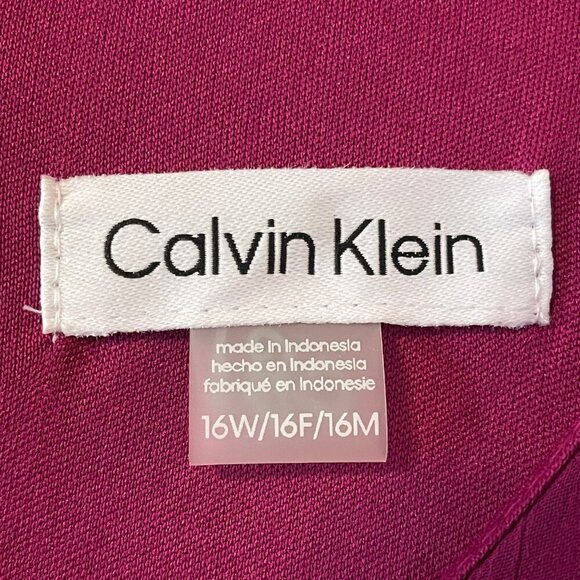 Calvin Klein
made in Indonesia
hecho en Indonesia
fabriqué en Indonesie
16W/16F/16M